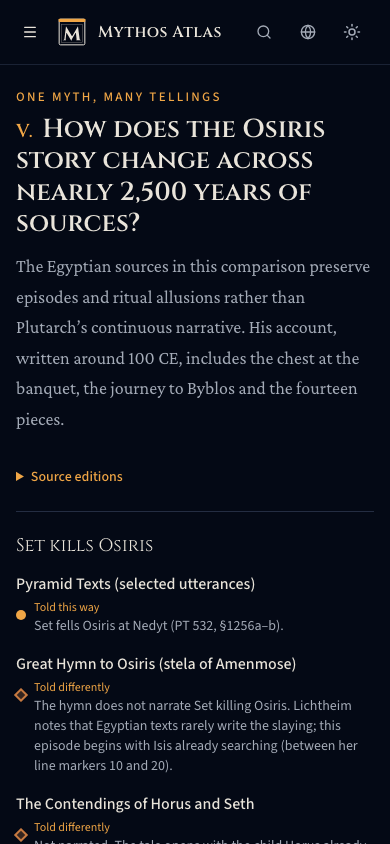 MYTHOS ATLAS
ONE MYTH, MANY TELLINGS
V. HOW DOES THE OSIRIS
STORY CHANGE ACROSS
NEARLY 2,500 YEARS OF
SOURCES?
The Egyptian sources in this comparison preserve
episodes and ritual allusions rather than
Plutarch’s continuous narrative. His account,
written around 100 CE, includes the chest at the
banquet, the journey to Byblos and the fourteen
pieces.
Source editions
SET KILLS OSIRIS
Pyramid Texts (selected utterances)
Told this way
Set fells Osiris at Nedyt (PT 532, §1256a–b).
Great Hymn to Osiris (stela of Amenmose)
Told differently
The hymn does not narrate Set killing Osiris. Lichtheim
notes that Egyptian texts rarely write the slaying; this
episode begins with Isis already searching (between her
line markers 10 and 20).
The Contendings of Horus and Seth
Told differently